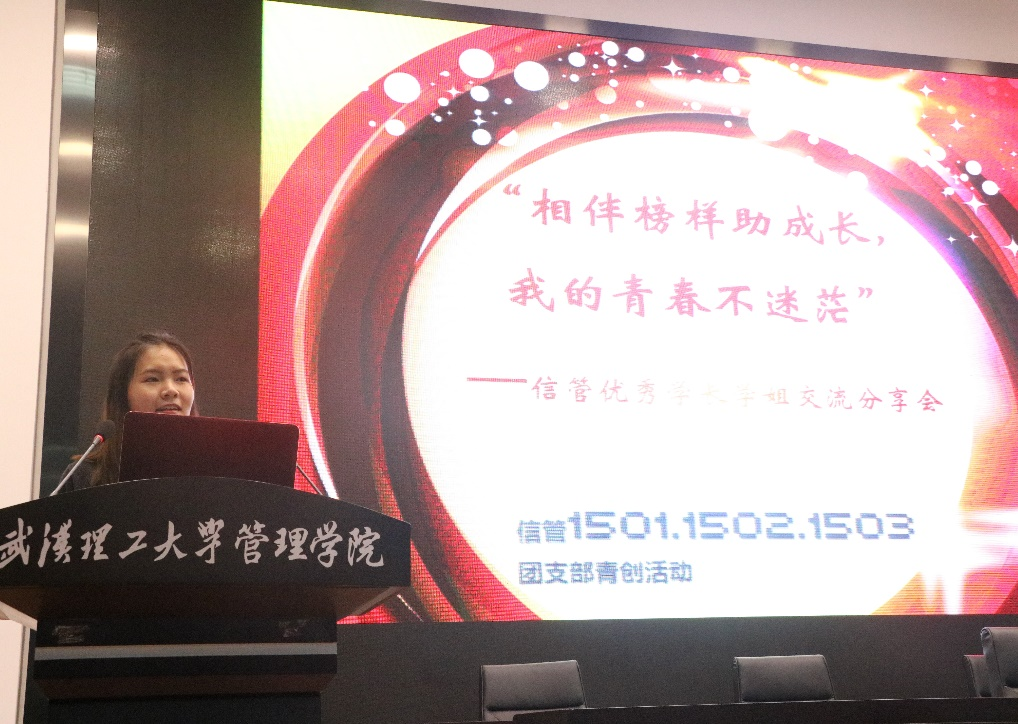 “相伴榜样助成长，
我的青春不迷茫”
——信管优秀学长学姐交流分享会
信管1501.1502.1503
团支部青创活动
武漢理工大學管理学院